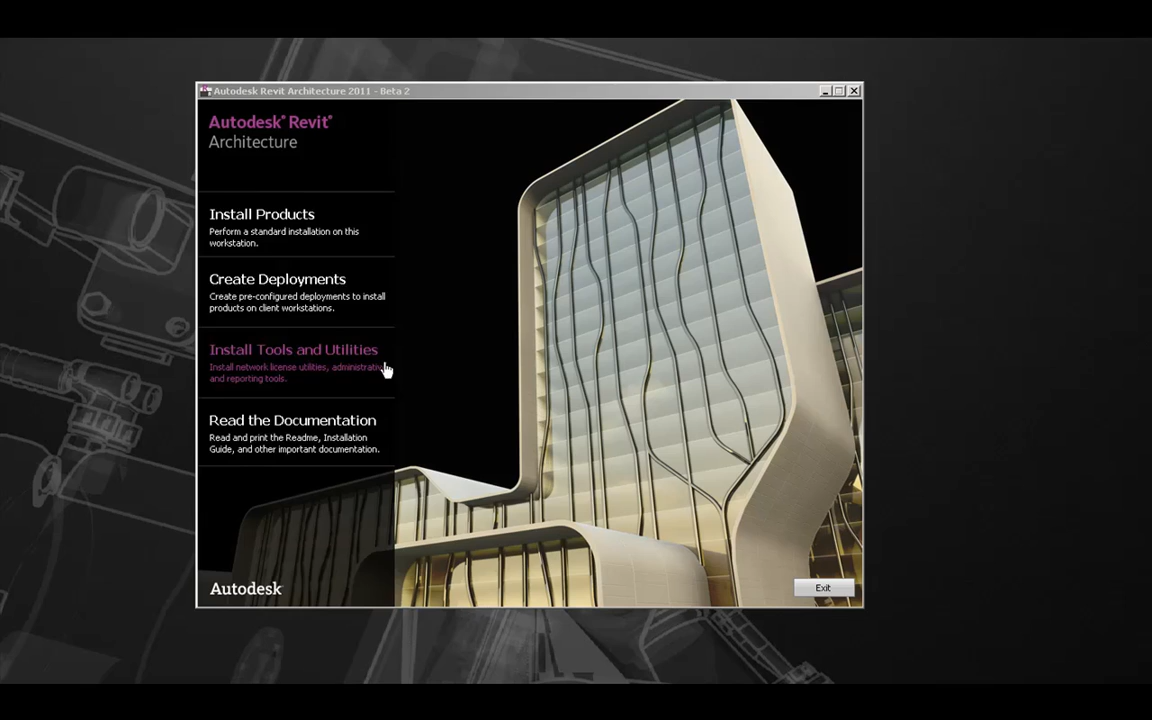 Autodesk Revit Architecture 2011 - Beta 2
Autodesk® Revit®
Architecture
Install Products
Perform a standard installation on this
workstation.
Create Deployments
Create pre-configured deployments to install
products on client workstations.
Install Tools and Utilities
Install network license utilities, administrativ
and reporting tools.
Read the Documentation
Read and print the Readme, Installation
Guide, and other important documentation.
Autodesk
Exit